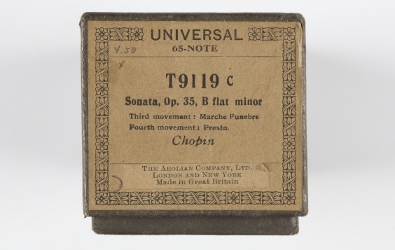 UNIVERSAL
65-NOTE
V.50
T9119 C
Sonata, Op. 35, B flat minor
Third movement: Marche Funebre
Fourth movement: Presto.
Chopin
THE AEOLIAN COMPANY, LTD.
LONDON AND NEW YORK
Made in Great Britain